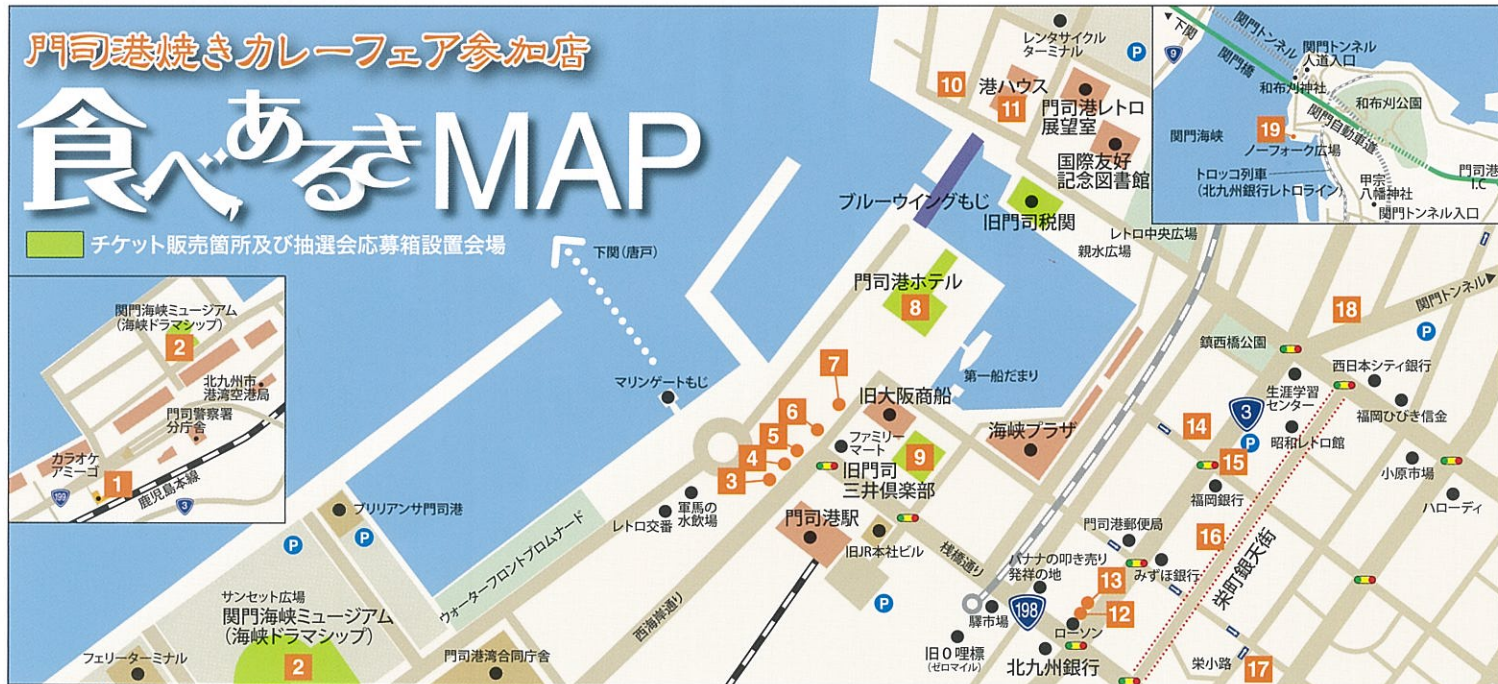 門司港焼きカレーフェア参加店
食べあるきMAP
チケット販売箇所及び抽選会応募箱設置会場
下関（唐戸）
関門海峡ミュージアム
（海峡ドラマシップ）
2
北九州市
港湾空港局
門司警察署
分庁舎
カラオケ
アミーゴ
1
鹿児島本線
199
3
レンタサイクル
ターミナル
P
10
港ハウス
11
門司港レトロ
展望室
国際友好
記念図書館
ブルーウイングもじ
旧門司税関
レトロ中央広場
親水広場
下関
9
関門トンネル
関門橋
関門トンネル
人道入口
和布刈神社
和布刈公園
関門海峡
19
ノーフォーク広場
関門自動車道
トロッコ列車
（北九州銀行レトロライン）
甲宗
八幡神社
門司港
I.C
関門トンネル入口
門司港ホテル
8
第一船だまり
マリンゲートもじ
7
6
5
4
3
旧大阪商船
ファミリー
マート
9
旧門司
三井倶楽部
海峡プラザ
関門トンネル
18
P
鎮西橋公園
西日本シティ銀行
生涯学習
センター
3
福岡ひびき信金
P
昭和レトロ館
14
15
小原市場
福岡銀行
ハローデイ
16
栄町銀天街
門司港郵便局
みずほ銀行
バナナの叩き売り
発祥の地
13
12
198
ローソン
驛市場
旧0哩標
（ゼロマイル）
北九州銀行
栄小路
17
桟橋通り
門司港駅
旧JR本社ビル
P
軍馬の
水飲場
レトロ交番
ブリリアンサ門司港
P
P
ウォーターフロントプロムナード
西海岸通り
サンセット広場
関門海峡ミュージアム
（海峡ドラマシップ）
2
フェリーターミナル
門司港湾合同庁舎